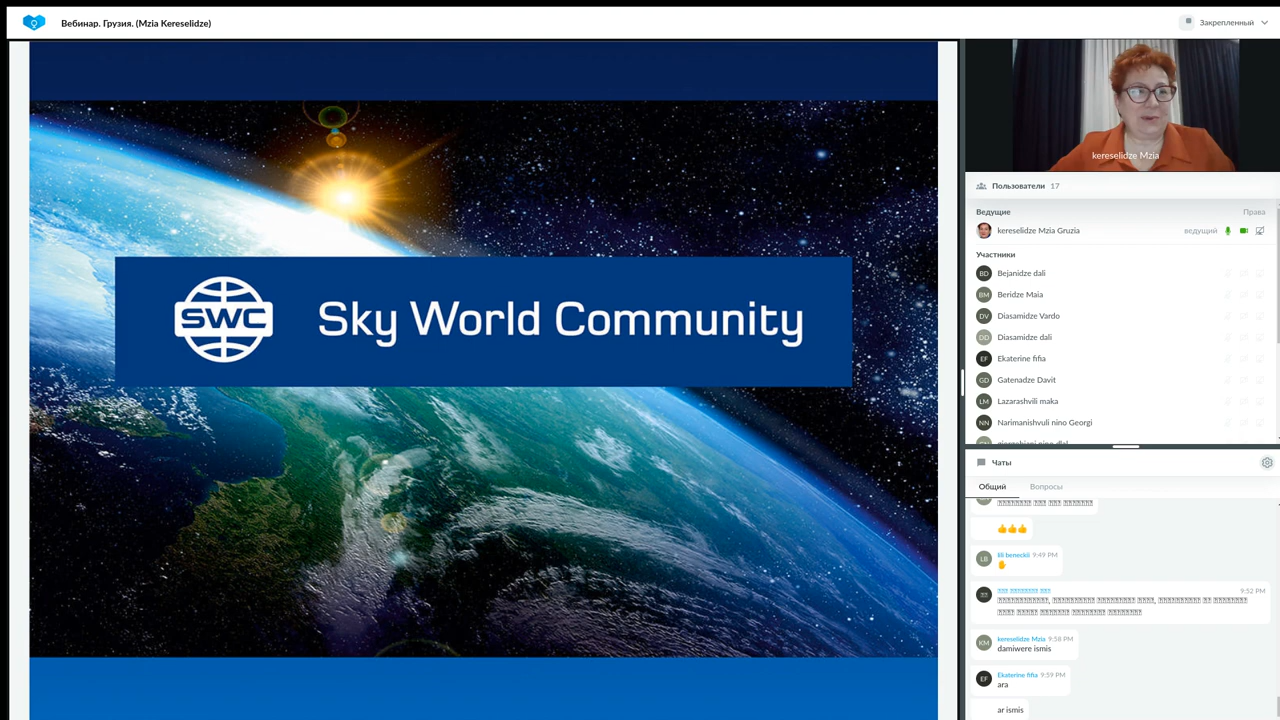 Вебинар. Грузия. (Mzia Kereselidze)
Закрепленный
SWC
Sky World Community
kereselidze Mzia
Пользователи 17
Ведущие
Права
kereselidze Mzia Gruzia
ведущий
Участники
BD Bejanidze dali
BM Beridze Maia
DV Diasamidze Vardo
DD Diasamidze dali
EF Ekaterine fifia
GD Gatenadze Davit
LM Lazarashvili maka
NN Narimanishvuli nino Georgi
Чаты
Общий Вопросы
👍👍👍
LB lili beneckii 9:49 PM
✋
9:52 PM
KM kereselidze Mzia 9:58 PM
damiwere ismis
EF Ekaterine fifia 9:59 PM
ara
ar ismis